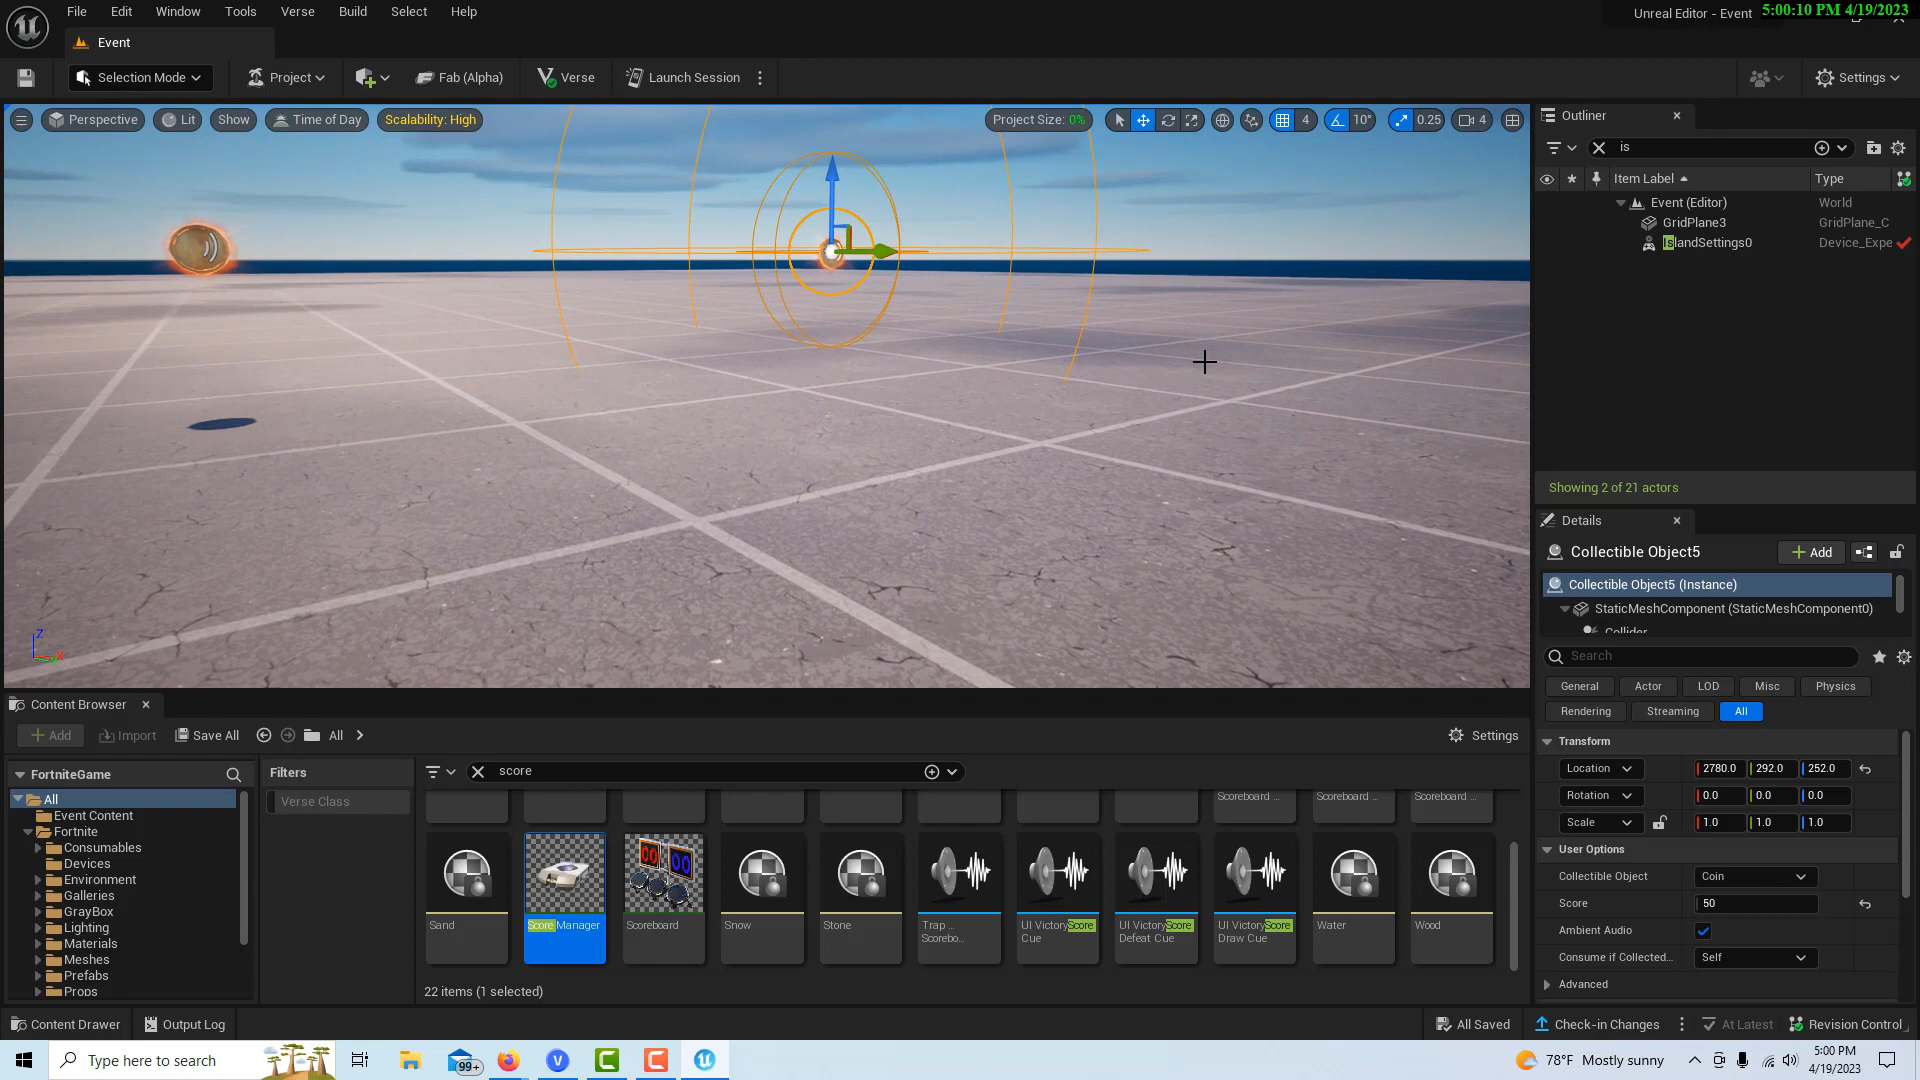 File Edit Window Tools Verse Build Select Help
Unreal Editor - Event
5:00:10 PM 4/19/2023
Event
Selection Mode
Project
Fab (Alpha)
Verse
Launch Session
Settings
Perspective
Lit
Show
Time of Day
Scalability: High
Project Size: 0%
4
10°
0.25
4
Outliner
is
Item Label
Type
Event (Editor)
World
GridPlane3
GridPlane_C
IslandSettings0
Device_Expe
Showing 2 of 21 actors
Details
Collectible Object5
Add
Collectible Object5 (Instance)
StaticMeshComponent (StaticMeshComponent0)
Collider
Search
General
Actor
LOD
Misc
Physics
Rendering
Streaming
All
Transform
Location
2780.0
292.0
252.0
Rotation
0.0
0.0
0.0
Scale
1.0
1.0
1.0
User Options
Collectible Object
Coin
Score
50
Ambient Audio
Consume if Collected...
Self
Advanced
Z
X
Content Browser
Add
Import
Save All
All
Settings
FortniteGame
All
Event Content
Fortnite
Consumables
Devices
Environment
Galleries
GrayBox
Lighting
Materials
Meshes
Prefabs
Props
Filters
Verse Class
score
Scoreboard ...
Scoreboard ...
Scoreboard ...
Sand
Score Manager
Scoreboard
Snow
Stone
Trap ...
Scorebo...
UI VictoryScore
Cue
UI VictoryScore
Defeat Cue
UI VictoryScore
Draw Cue
Water
Wood
22 items (1 selected)
Content Drawer
Output Log
All Saved
Check-in Changes
At Latest
Revision Control
Type here to search
99+
78°F Mostly sunny
5:00 PM
4/19/2023